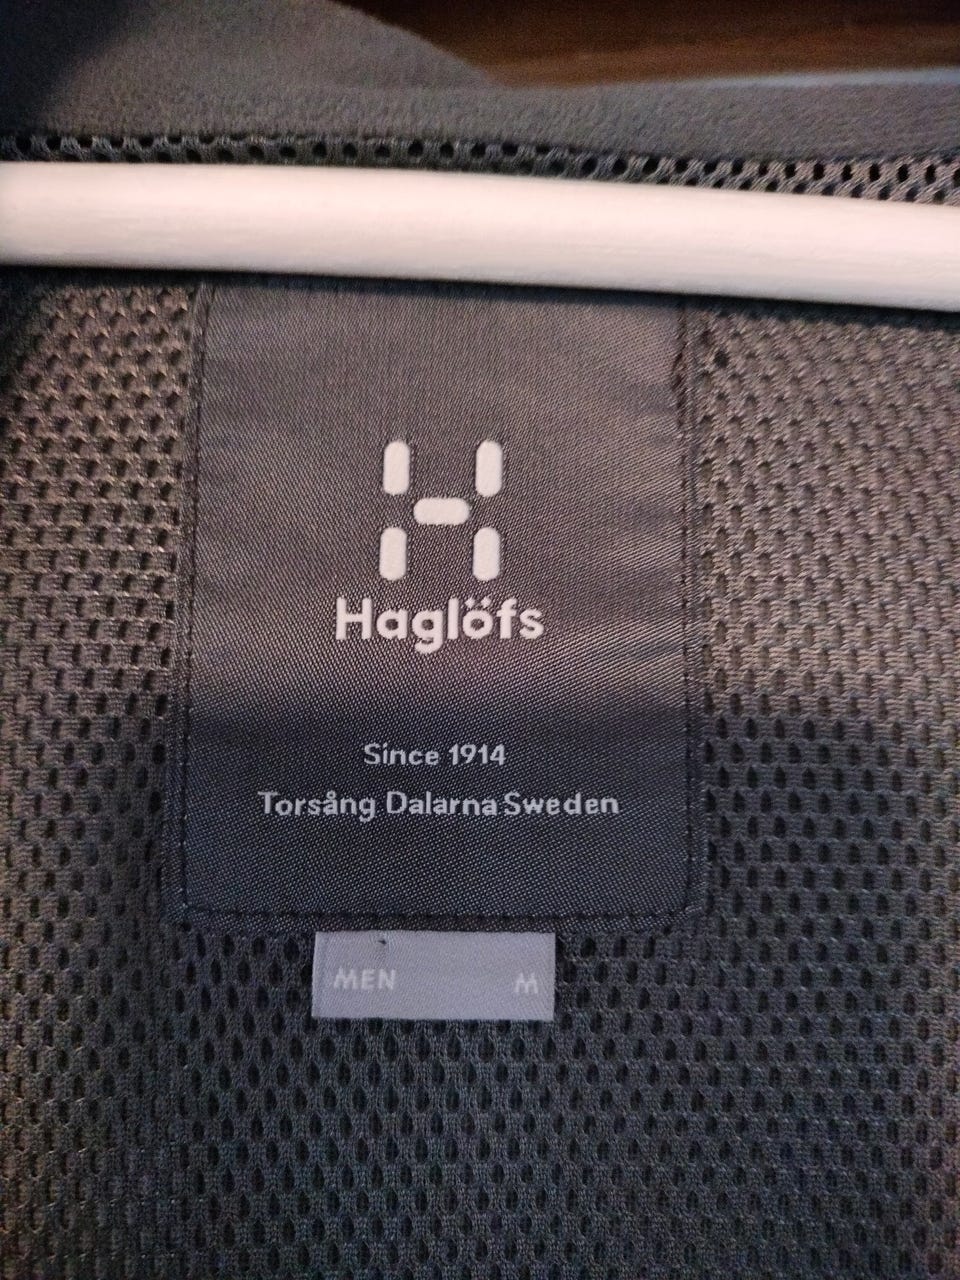 Haglöfs
Since 1914
Torsång Dalarna Sweden
MEN M